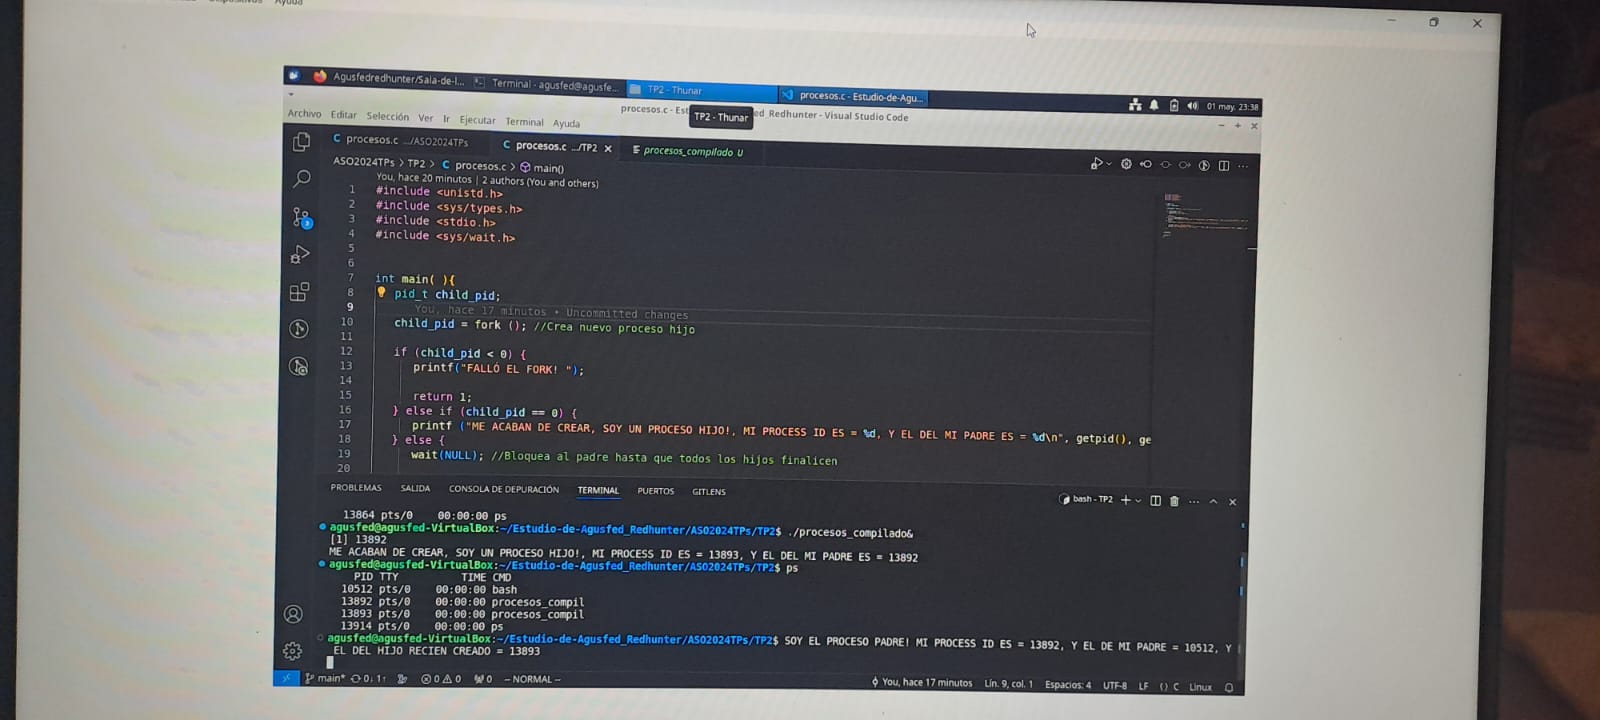 Ayuda
Agusfedredhunter/Sala-de-l... Terminal - agusfed@agusfe... TP2 - Thunar procesos.c - Estudio-de-Agu... 01 may, 23:38
procesos.c - Est ed_Redhunter - Visual Studio Code
TP2 - Thunar
Archivo Editar Selección Ver Ir Ejecutar Terminal Ayuda
C procesos.c .../ASO2024TPs C procesos.c .../TP2 procesos_compilado U
ASO2024TPs > TP2 > C procesos.c > main()
You, hace 20 minutos | 2 authors (You and others)
1 #include <unistd.h>
2 #include <sys/types.h>
3 #include <stdio.h>
4 #include <sys/wait.h>
5
6
7 int main( ){
8 pid_t child_pid;
9 You, hace 17 minutos • Uncommitted changes
10 child_pid = fork (); //Crea nuevo proceso hijo
11
12 if (child_pid < 0) {
13 printf("FALLÓ EL FORK! ");
14
15 return 1;
16 } else if (child_pid == 0) {
17 printf ("ME ACABAN DE CREAR, SOY UN PROCESO HIJO!, MI PROCESS ID ES = %d, Y EL DEL MI PADRE ES = %d\n", getpid(), ge
18 } else {
19 wait(NULL); //Bloquea al padre hasta que todos los hijos finalicen
20
3
PROBLEMAS SALIDA CONSOLA DE DEPURACIÓN TERMINAL PUERTOS GITLENS bash - TP2
13864 pts/0 00:00:00 ps
agusfed@agusfed-VirtualBox:~/Estudio-de-Agusfed_Redhunter/ASO2024TPs/TP2$ ./procesos_compilado&
[1] 13892
ME ACABAN DE CREAR, SOY UN PROCESO HIJO!, MI PROCESS ID ES = 13893, Y EL DEL MI PADRE ES = 13892
agusfed@agusfed-VirtualBox:~/Estudio-de-Agusfed_Redhunter/ASO2024TPs/TP2$ ps
PID TTY TIME CMD
10512 pts/0 00:00:00 bash
13892 pts/0 00:00:00 procesos_compil
13893 pts/0 00:00:00 procesos_compil
13914 pts/0 00:00:00 ps
agusfed@agusfed-VirtualBox:~/Estudio-de-Agusfed_Redhunter/ASO2024TPs/TP2$ SOY EL PROCESO PADRE! MI PROCESS ID ES = 13892, Y EL DE MI PADRE = 10512, Y
EL DEL HIJO RECIEN CREADO = 13893
main* 0↓ 1↑ 0 0 0 -- NORMAL -- You, hace 17 minutos Lín. 9, col. 1 Espacios: 4 UTF-8 LF {} C Linux